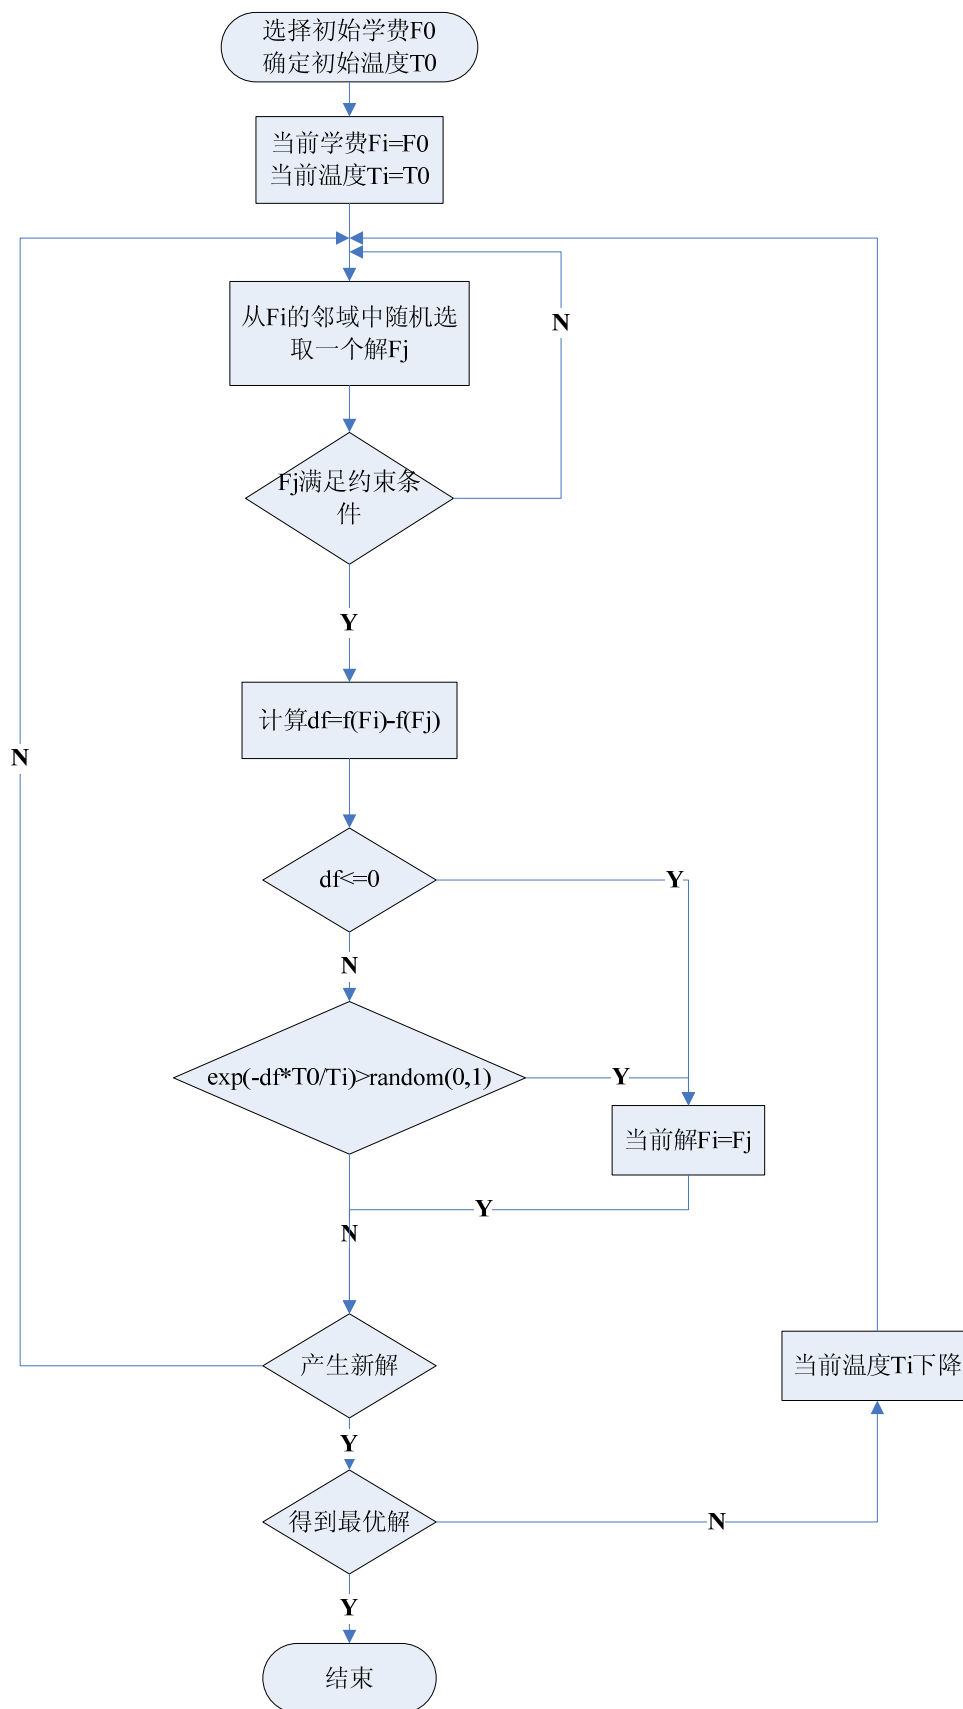 选择初始学费F0
确定初始温度T0
当前学费Fi=F0
当前温度Ti=T0
从Fi的邻域中随机选
取一个解Fj
N
Fj满足约束条
件
Y
计算df=f(Fi)-f(Fj)
N
df<=0
Y
N
exp(-df*T0/Ti)>random(0,1)
Y
当前解Fi=Fj
Y
N
产生新解
当前温度Ti下降
Y
得到最优解
N
Y
结束